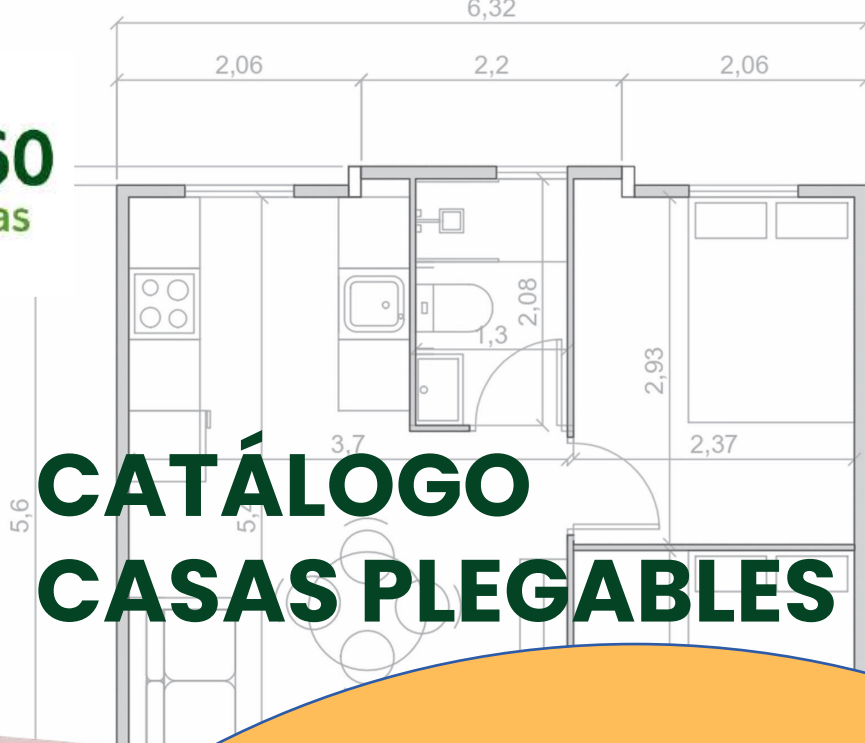 6,32
2,06 2,2 2,06
60
as
2,08
1,3
2,93
3,7 2,37
CATÁLOGO
5,6
CASAS PLEGABLES